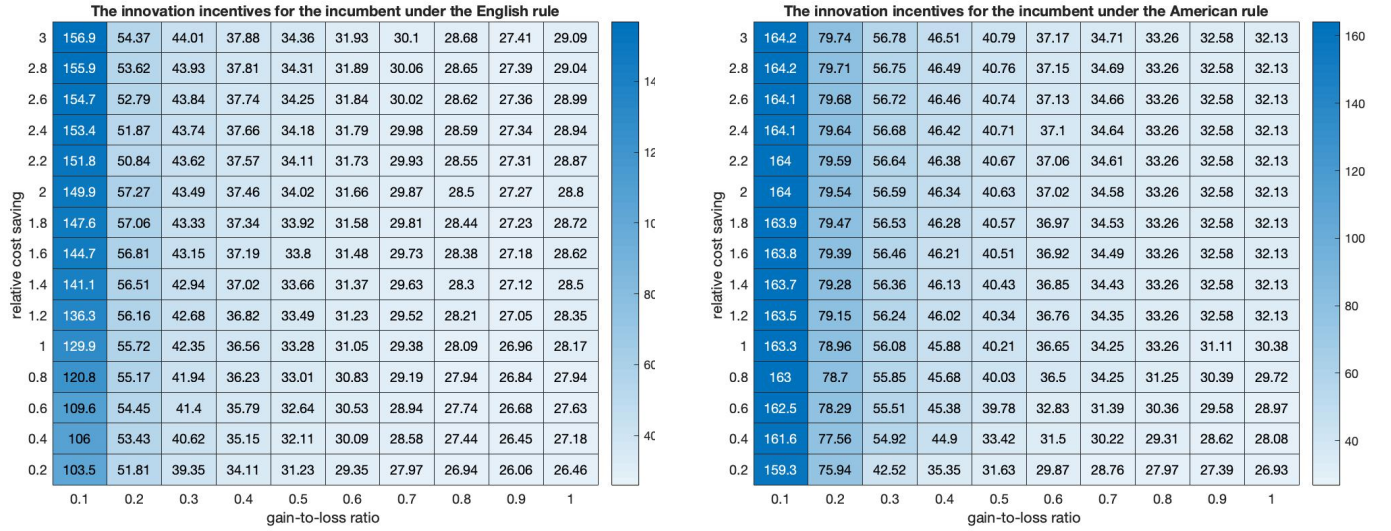 The innovation incentives for the incumbent under the English rule
3 156.9 54.37 44.01 37.88 34.36 31.93 30.1 28.68 27.41 29.09
2.8 155.9 53.62 43.93 37.81 34.31 31.89 30.06 28.65 27.39 29.04
2.6 154.7 52.79 43.84 37.74 34.25 31.84 30.02 28.62 27.36 28.99
2.4 153.4 51.87 43.74 37.66 34.18 31.79 29.98 28.59 27.34 28.94
2.2 151.8 50.84 43.62 37.57 34.11 31.73 29.93 28.55 27.31 28.87
2 149.9 57.27 43.49 37.46 34.02 31.66 29.87 28.5 27.27 28.8
1.8 147.6 57.06 43.33 37.34 33.92 31.58 29.81 28.44 27.23 28.72
1.6 144.7 56.81 43.15 37.19 33.8 31.48 29.73 28.38 27.18 28.62
1.4 141.1 56.51 42.94 37.02 33.66 31.37 29.63 28.3 27.12 28.5
1.2 136.3 56.16 42.68 36.82 33.49 31.23 29.52 28.21 27.05 28.35
1 129.9 55.72 42.35 36.56 33.28 31.05 29.38 28.09 26.96 28.17
0.8 120.8 55.17 41.94 36.23 33.01 30.83 29.19 27.94 26.84 27.94
0.6 109.6 54.45 41.4 35.79 32.64 30.53 28.94 27.74 26.68 27.63
0.4 106 53.43 40.62 35.15 32.11 30.09 28.58 27.44 26.45 27.18
0.2 103.5 51.81 39.35 34.11 31.23 29.35 27.97 26.94 26.06 26.46
0.1 0.2 0.3 0.4 0.5 0.6 0.7 0.8 0.9 1
gain-to-loss ratio
relative cost saving
14
12
10
80
60
40
The innovation incentives for the incumbent under the American rule
3 164.2 79.74 56.78 46.51 40.79 37.17 34.71 33.26 32.58 32.13
2.8 164.2 79.71 56.75 46.49 40.76 37.15 34.69 33.26 32.58 32.13
2.6 164.1 79.68 56.72 46.46 40.74 37.13 34.66 33.26 32.58 32.13
2.4 164.1 79.64 56.68 46.42 40.71 37.1 34.64 33.26 32.58 32.13
2.2 164 79.59 56.64 46.38 40.67 37.06 34.61 33.26 32.58 32.13
2 164 79.54 56.59 46.34 40.63 37.02 34.58 33.26 32.58 32.13
1.8 163.9 79.47 56.53 46.28 40.57 36.97 34.53 33.26 32.58 32.13
1.6 163.8 79.39 56.46 46.21 40.51 36.92 34.49 33.26 32.58 32.13
1.4 163.7 79.28 56.36 46.13 40.43 36.85 34.43 33.26 32.58 32.13
1.2 163.5 79.15 56.24 46.02 40.34 36.76 34.35 33.26 32.58 32.13
1 163.3 78.96 56.08 45.88 40.21 36.65 34.25 33.26 31.11 30.38
0.8 163 78.7 55.85 45.68 40.03 36.5 34.25 31.25 30.39 29.72
0.6 162.5 78.29 55.51 45.38 39.78 32.83 31.39 30.36 29.58 28.97
0.4 161.6 77.56 54.92 44.9 33.42 31.5 30.22 29.31 28.62 28.08
0.2 159.3 75.94 42.52 35.35 31.63 29.87 28.76 27.97 27.39 26.93
0.1 0.2 0.3 0.4 0.5 0.6 0.7 0.8 0.9 1
gain-to-loss ratio
relative cost saving
160
140
120
100
80
60
40